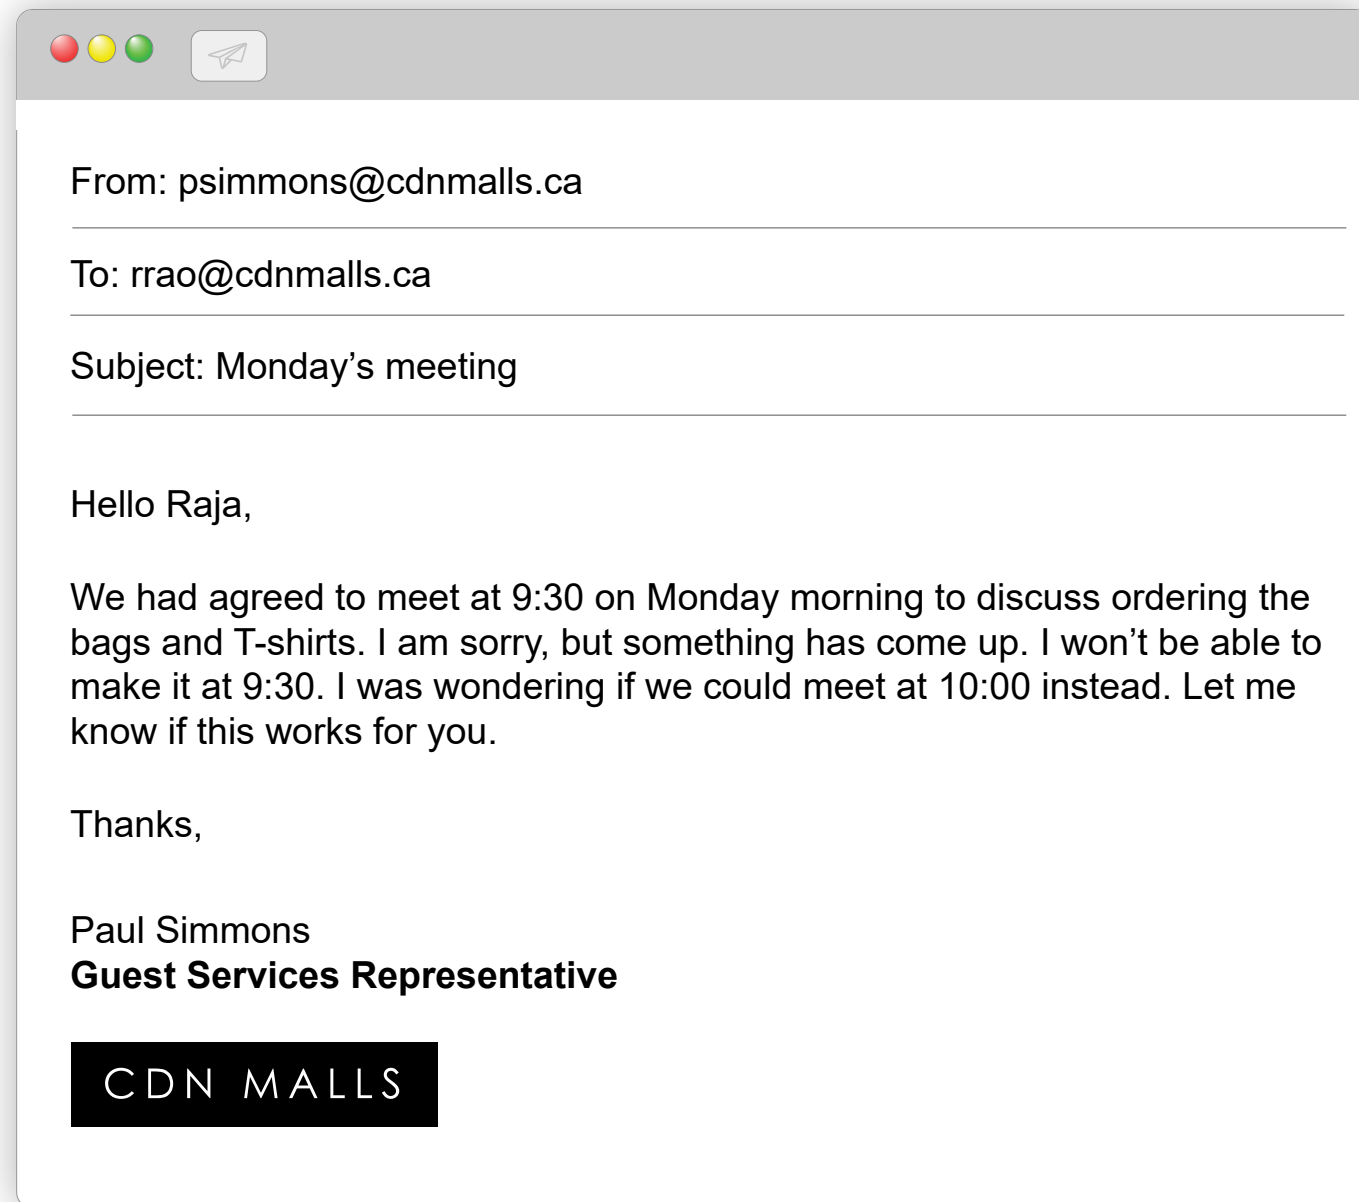 From: psimmons@cdnmalls.ca
To: rrao@cdnmalls.ca
Subject: Monday’s meeting
Hello Raja,
We had agreed to meet at 9:30 on Monday morning to discuss ordering the
bags and T-shirts. I am sorry, but something has come up. I won’t be able to
make it at 9:30. I was wondering if we could meet at 10:00 instead. Let me
know if this works for you.
Thanks,
Paul Simmons
Guest Services Representative
CDN MALLS